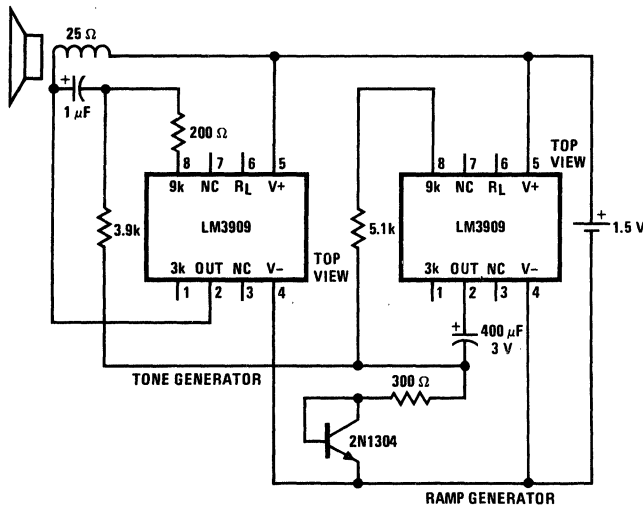 25 Ω
+
1 μF
200 Ω
8 7 6 5
9k NC RL V+
LM3909
3.9k
3k OUT NC V−
1 2 3 4
TOP
VIEW
TONE GENERATOR
5.1k
8 7 6 5
9k NC RL V+
LM3909
3k OUT NC V−
1 2 3 4
TOP
VIEW
+
1.5 V
+
400 μF
3 V
300 Ω
2N1304
RAMP GENERATOR